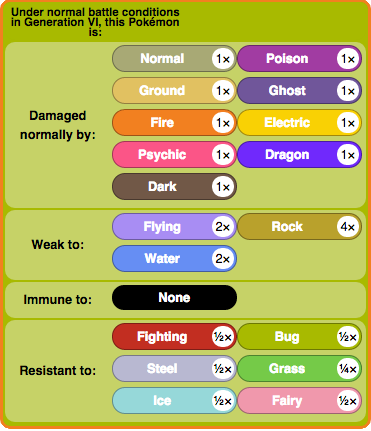 Under normal battle conditions
in Generation VI, this Pokémon
is:
Damaged
normally by:
Normal 1×
Poison 1×
Ground 1×
Ghost 1×
Fire 1×
Electric 1×
Psychic 1×
Dragon 1×
Dark 1×
Weak to:
Flying 2×
Rock 4×
Water 2×
Immune to:
None
Resistant to:
Fighting ½×
Bug ½×
Steel ½×
Grass ¼×
Ice ½×
Fairy ½×